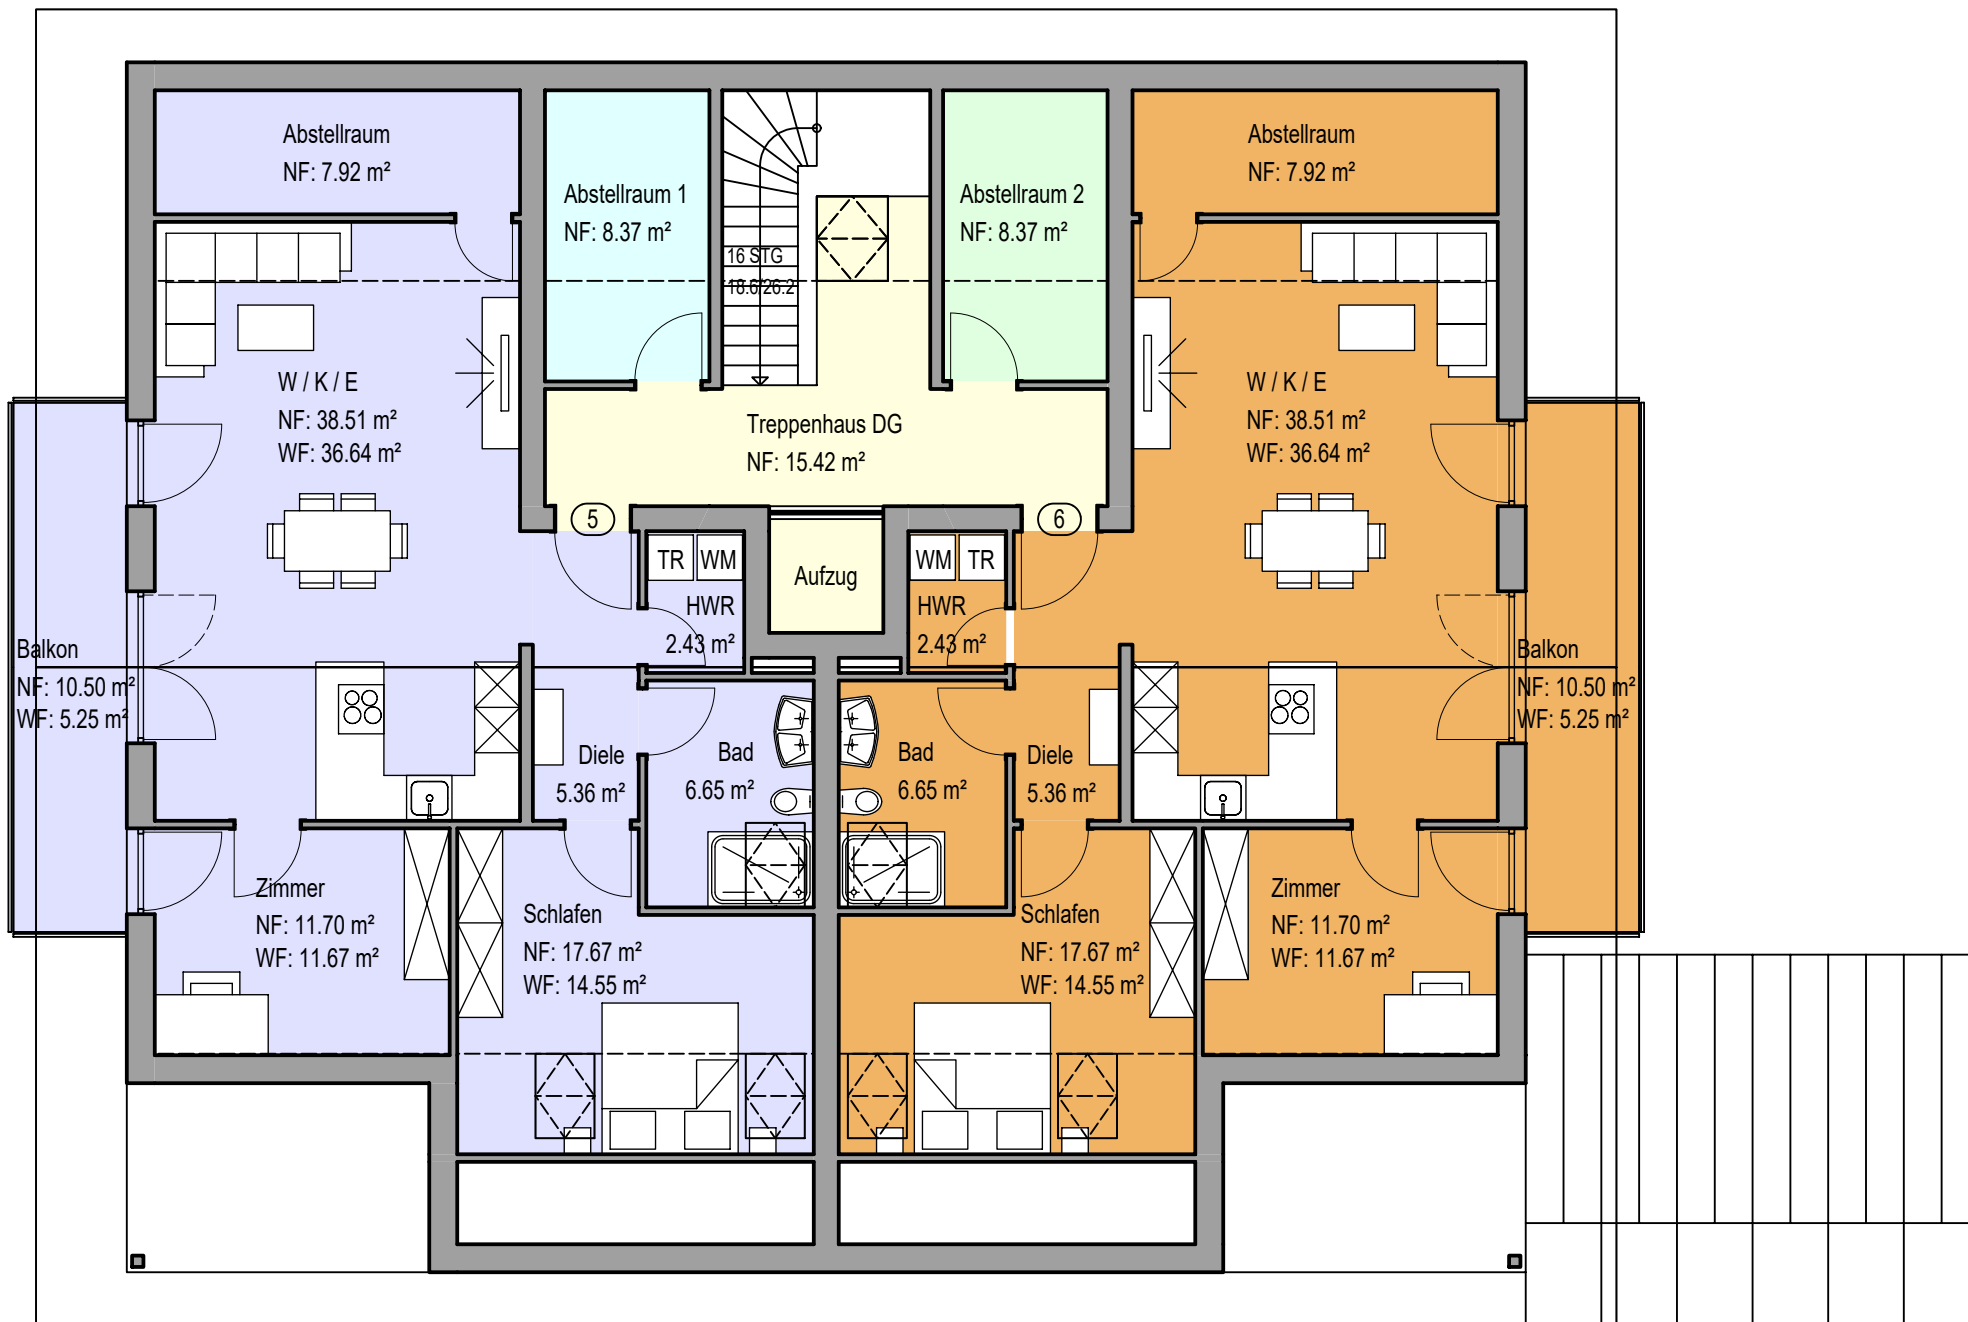 Abstellraum
NF: 7.92 m²
Abstellraum 1
NF: 8.37 m²
16 STG
18.6/26.2
Abstellraum 2
NF: 8.37 m²
Abstellraum
NF: 7.92 m²
W / K / E
NF: 38.51 m²
WF: 36.64 m²
Treppenhaus DG
NF: 15.42 m²
W / K / E
NF: 38.51 m²
WF: 36.64 m²
5
6
TR
WM
HWR
2.43 m²
Aufzug
WM
TR
HWR
2.43 m²
Balkon
NF: 10.50 m²
WF: 5.25 m²
Balkon
NF: 10.50 m²
WF: 5.25 m²
Diele
5.36 m²
Bad
6.65 m²
Bad
6.65 m²
Diele
5.36 m²
Zimmer
NF: 11.70 m²
WF: 11.67 m²
Schlafen
NF: 17.67 m²
WF: 14.55 m²
Schlafen
NF: 17.67 m²
WF: 14.55 m²
Zimmer
NF: 11.70 m²
WF: 11.67 m²